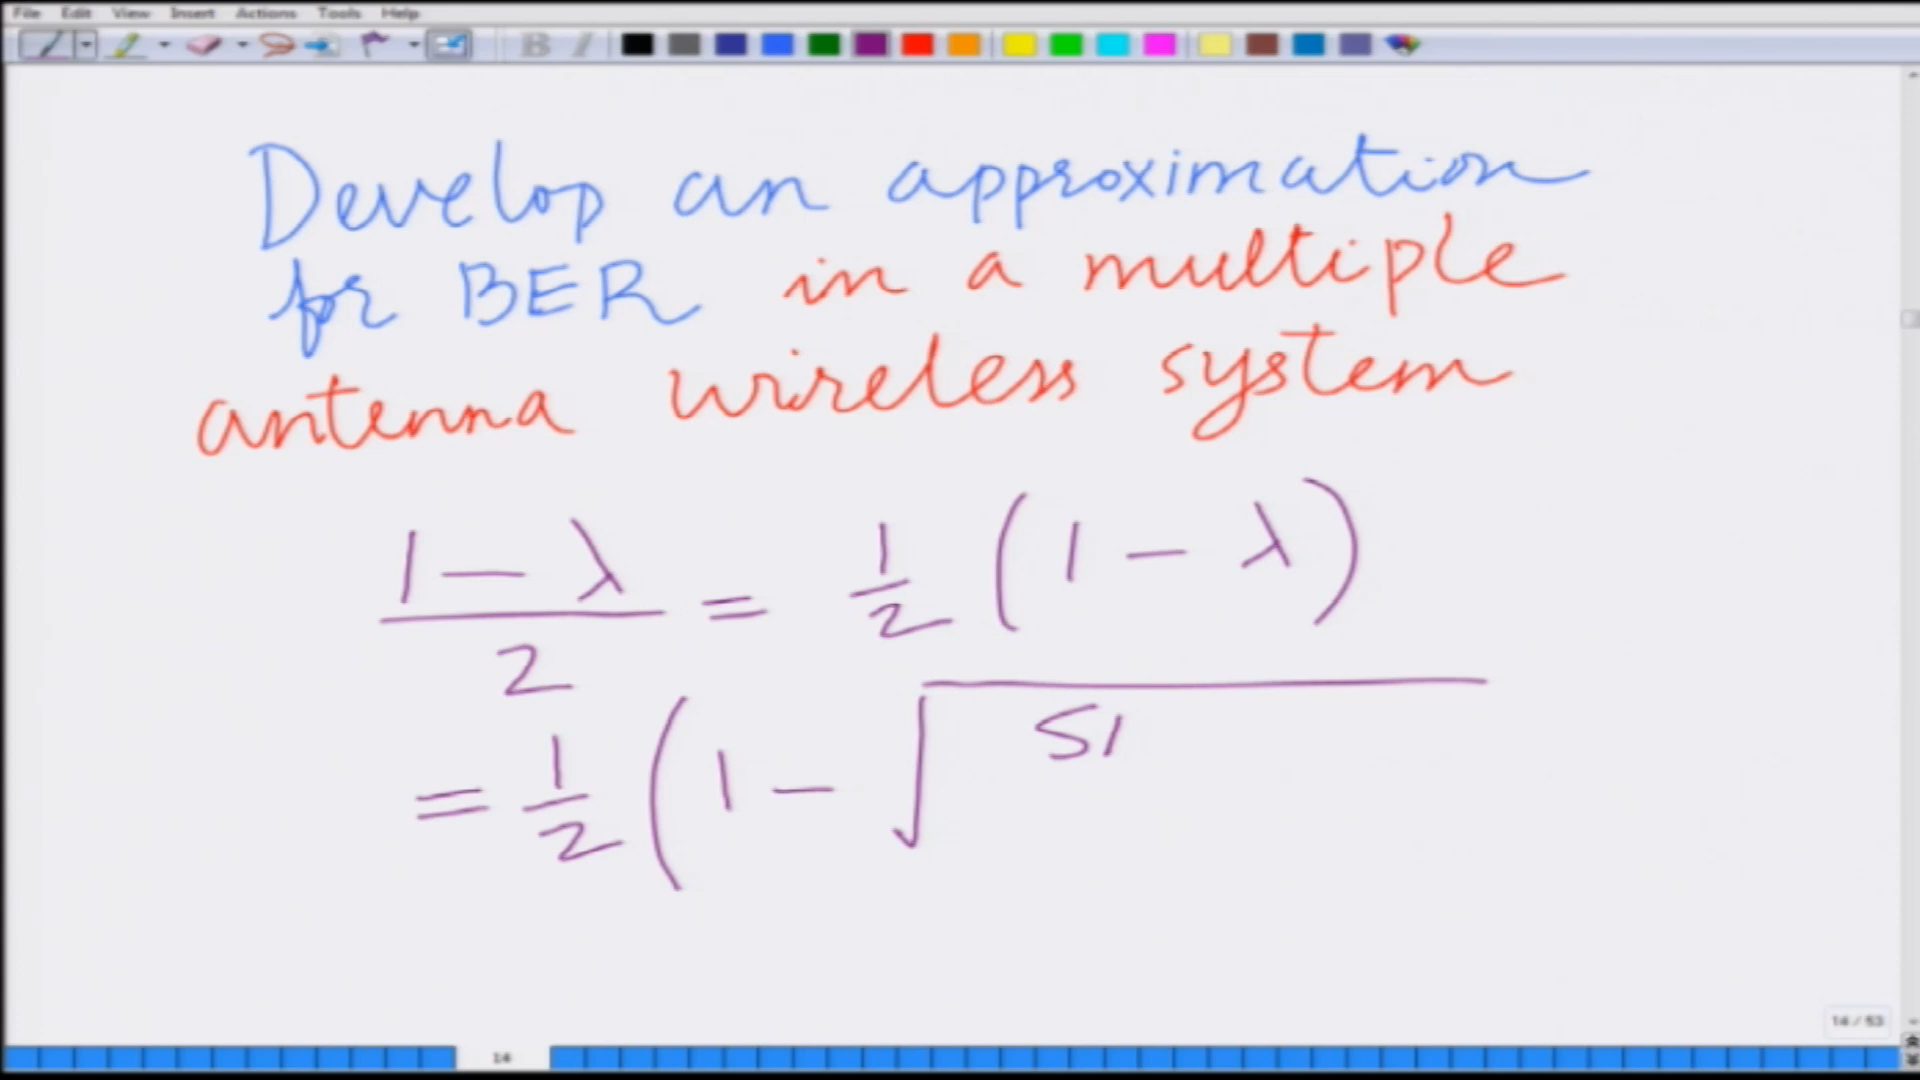 File Edit View Insert Actions Tools Help
B I
Develop an approximation
for BER in a multiple
antenna wireless system
1 - λ / 2 = 1/2 ( 1 - λ )
= 1/2 ( 1 - √ SI
14 / 53
14